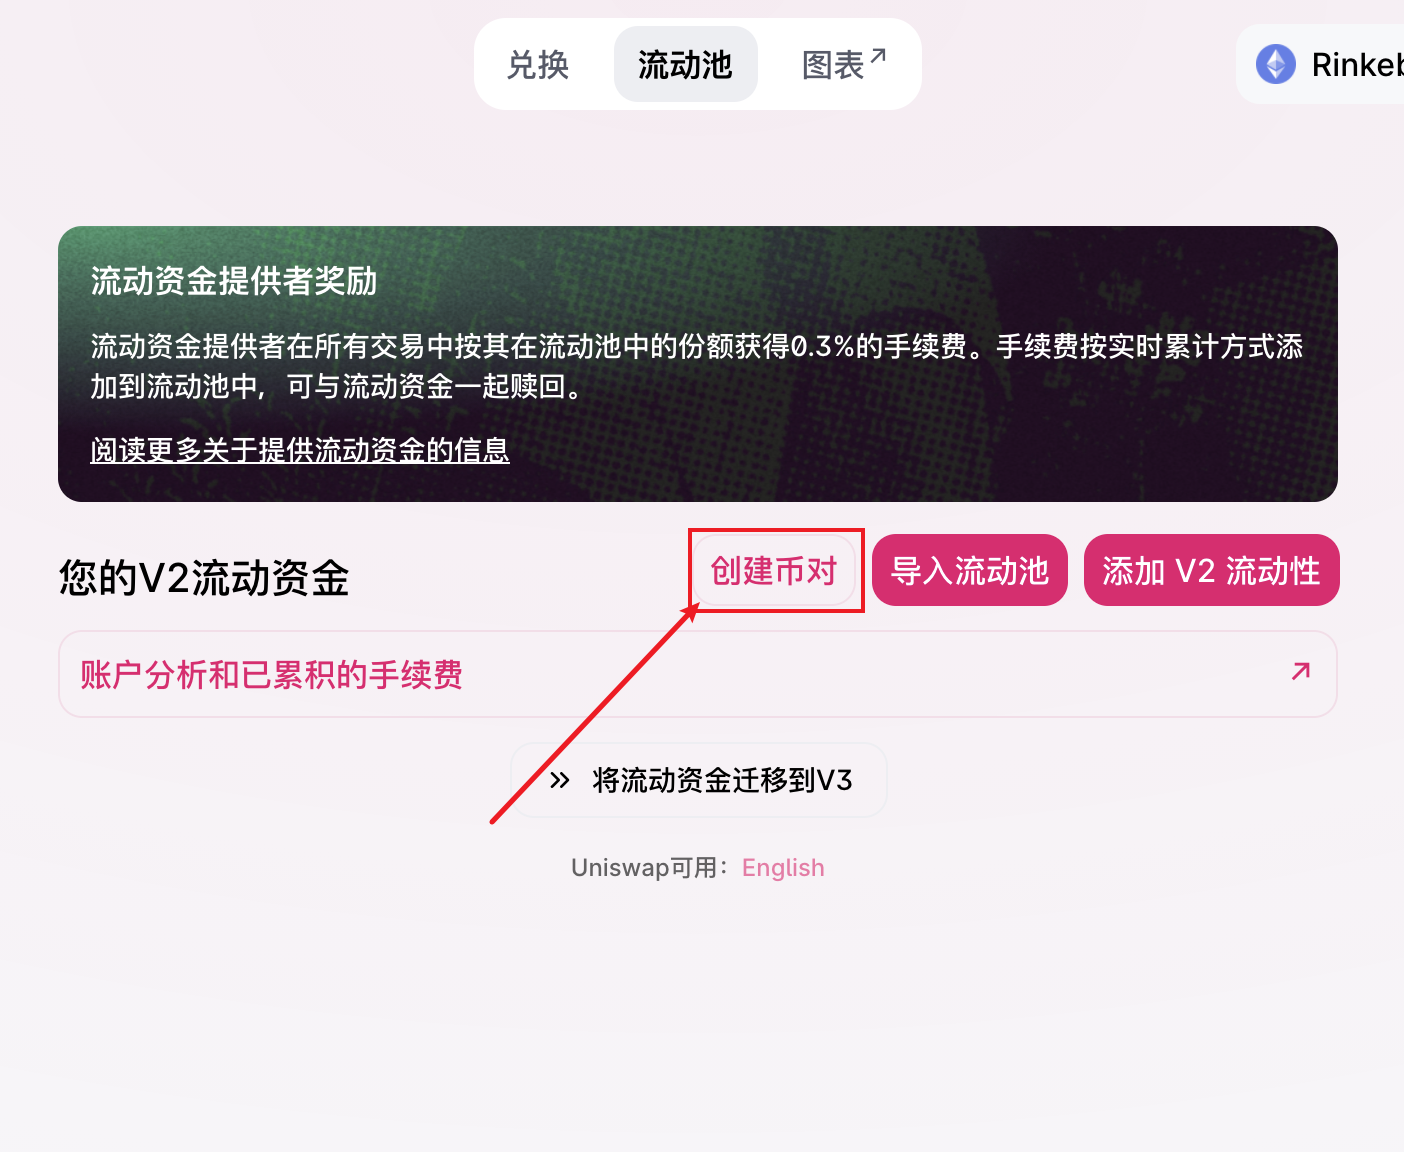 兑换
流动池
图表
Rinkeb
流动资金提供者奖励
流动资金提供者在所有交易中按其在流动池中的份额获得0.3%的手续费。手续费按实时累计方式添
加到流动池中，可与流动资金一起赎回。
阅读更多关于提供流动资金的信息
您的V2流动资金
创建币对
导入流动池
添加 V2 流动性
账户分析和已累积的手续费
将流动资金迁移到V3
Uniswap可用：English